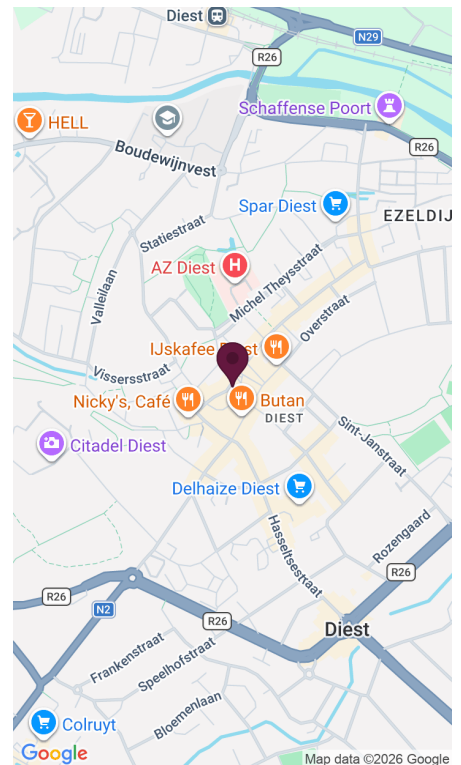 Diest
N29
R26
Schaffense Poort
HELL
R26
Boudewijnvest
Spar Diest
EZELDIJ
Statiestraat
AZ Diest
Valleilaan
Michel Theysstraat
Overstraat
IJskafee D est
Vissersstraat
Nicky's, Café
Butan
DIEST
Citadel Diest
Sint-Janstraat
Delhaize Diest
Hasseltsestraat
Rozengaard
R26
R26
N2
R26
Diest
Frankenstraat
Speelhofstraat
Bloemenlaan
Colruyt
Google
Map data ©2026 Google